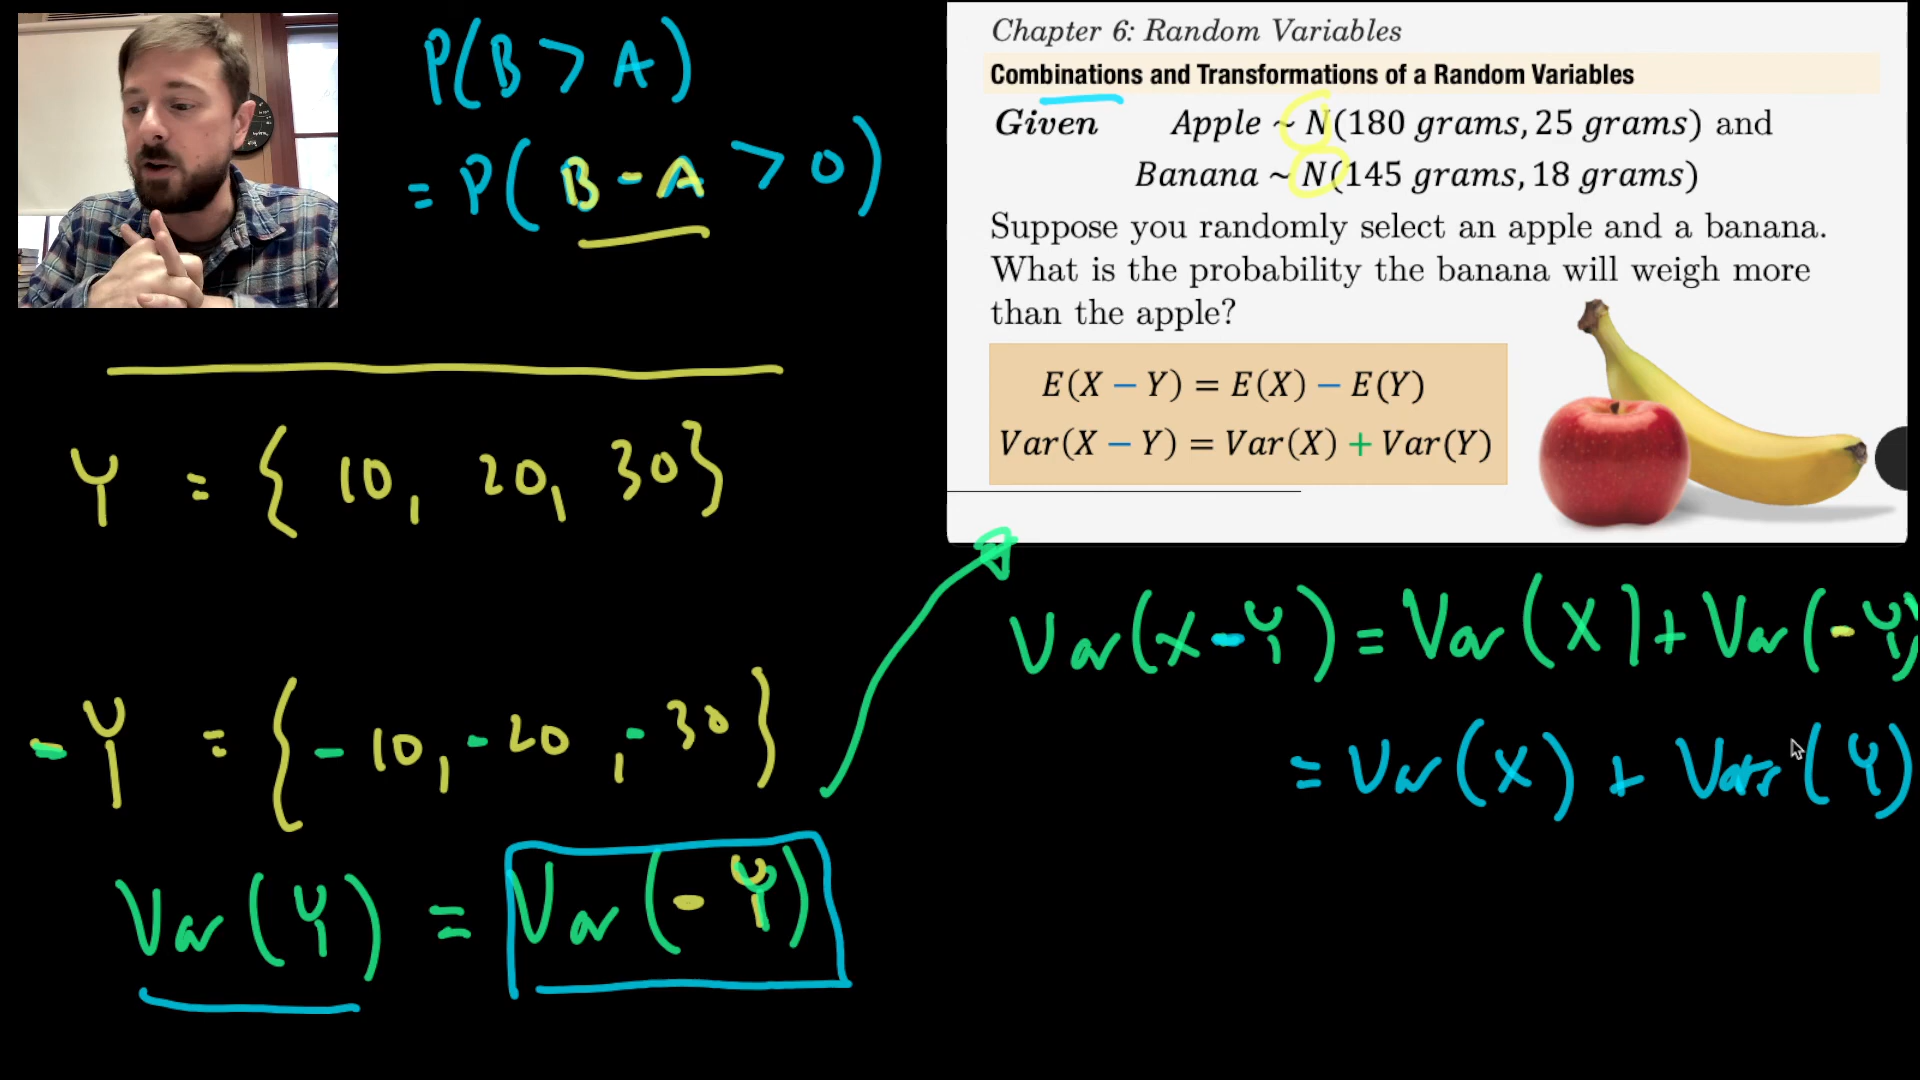 P(B > A)
= P(B - A > 0)
Y = { 10, 20, 30}
- Y = { - 10, - 20, - 30}
Var(Y) = Var(- Y)
Chapter 6: Random Variables
Combinations and Transformations of a Random Variables
Given Apple ~ N(180 grams, 25 grams) and
Banana ~ N(145 grams, 18 grams)
Suppose you randomly select an apple and a banana.
What is the probability the banana will weigh more
than the apple?
E(X − Y) = E(X) − E(Y)
Var(X − Y) = Var(X) + Var(Y)
Var(X-Y) = Var(X) + Var(-Y)
= Var(X) + Var(Y)